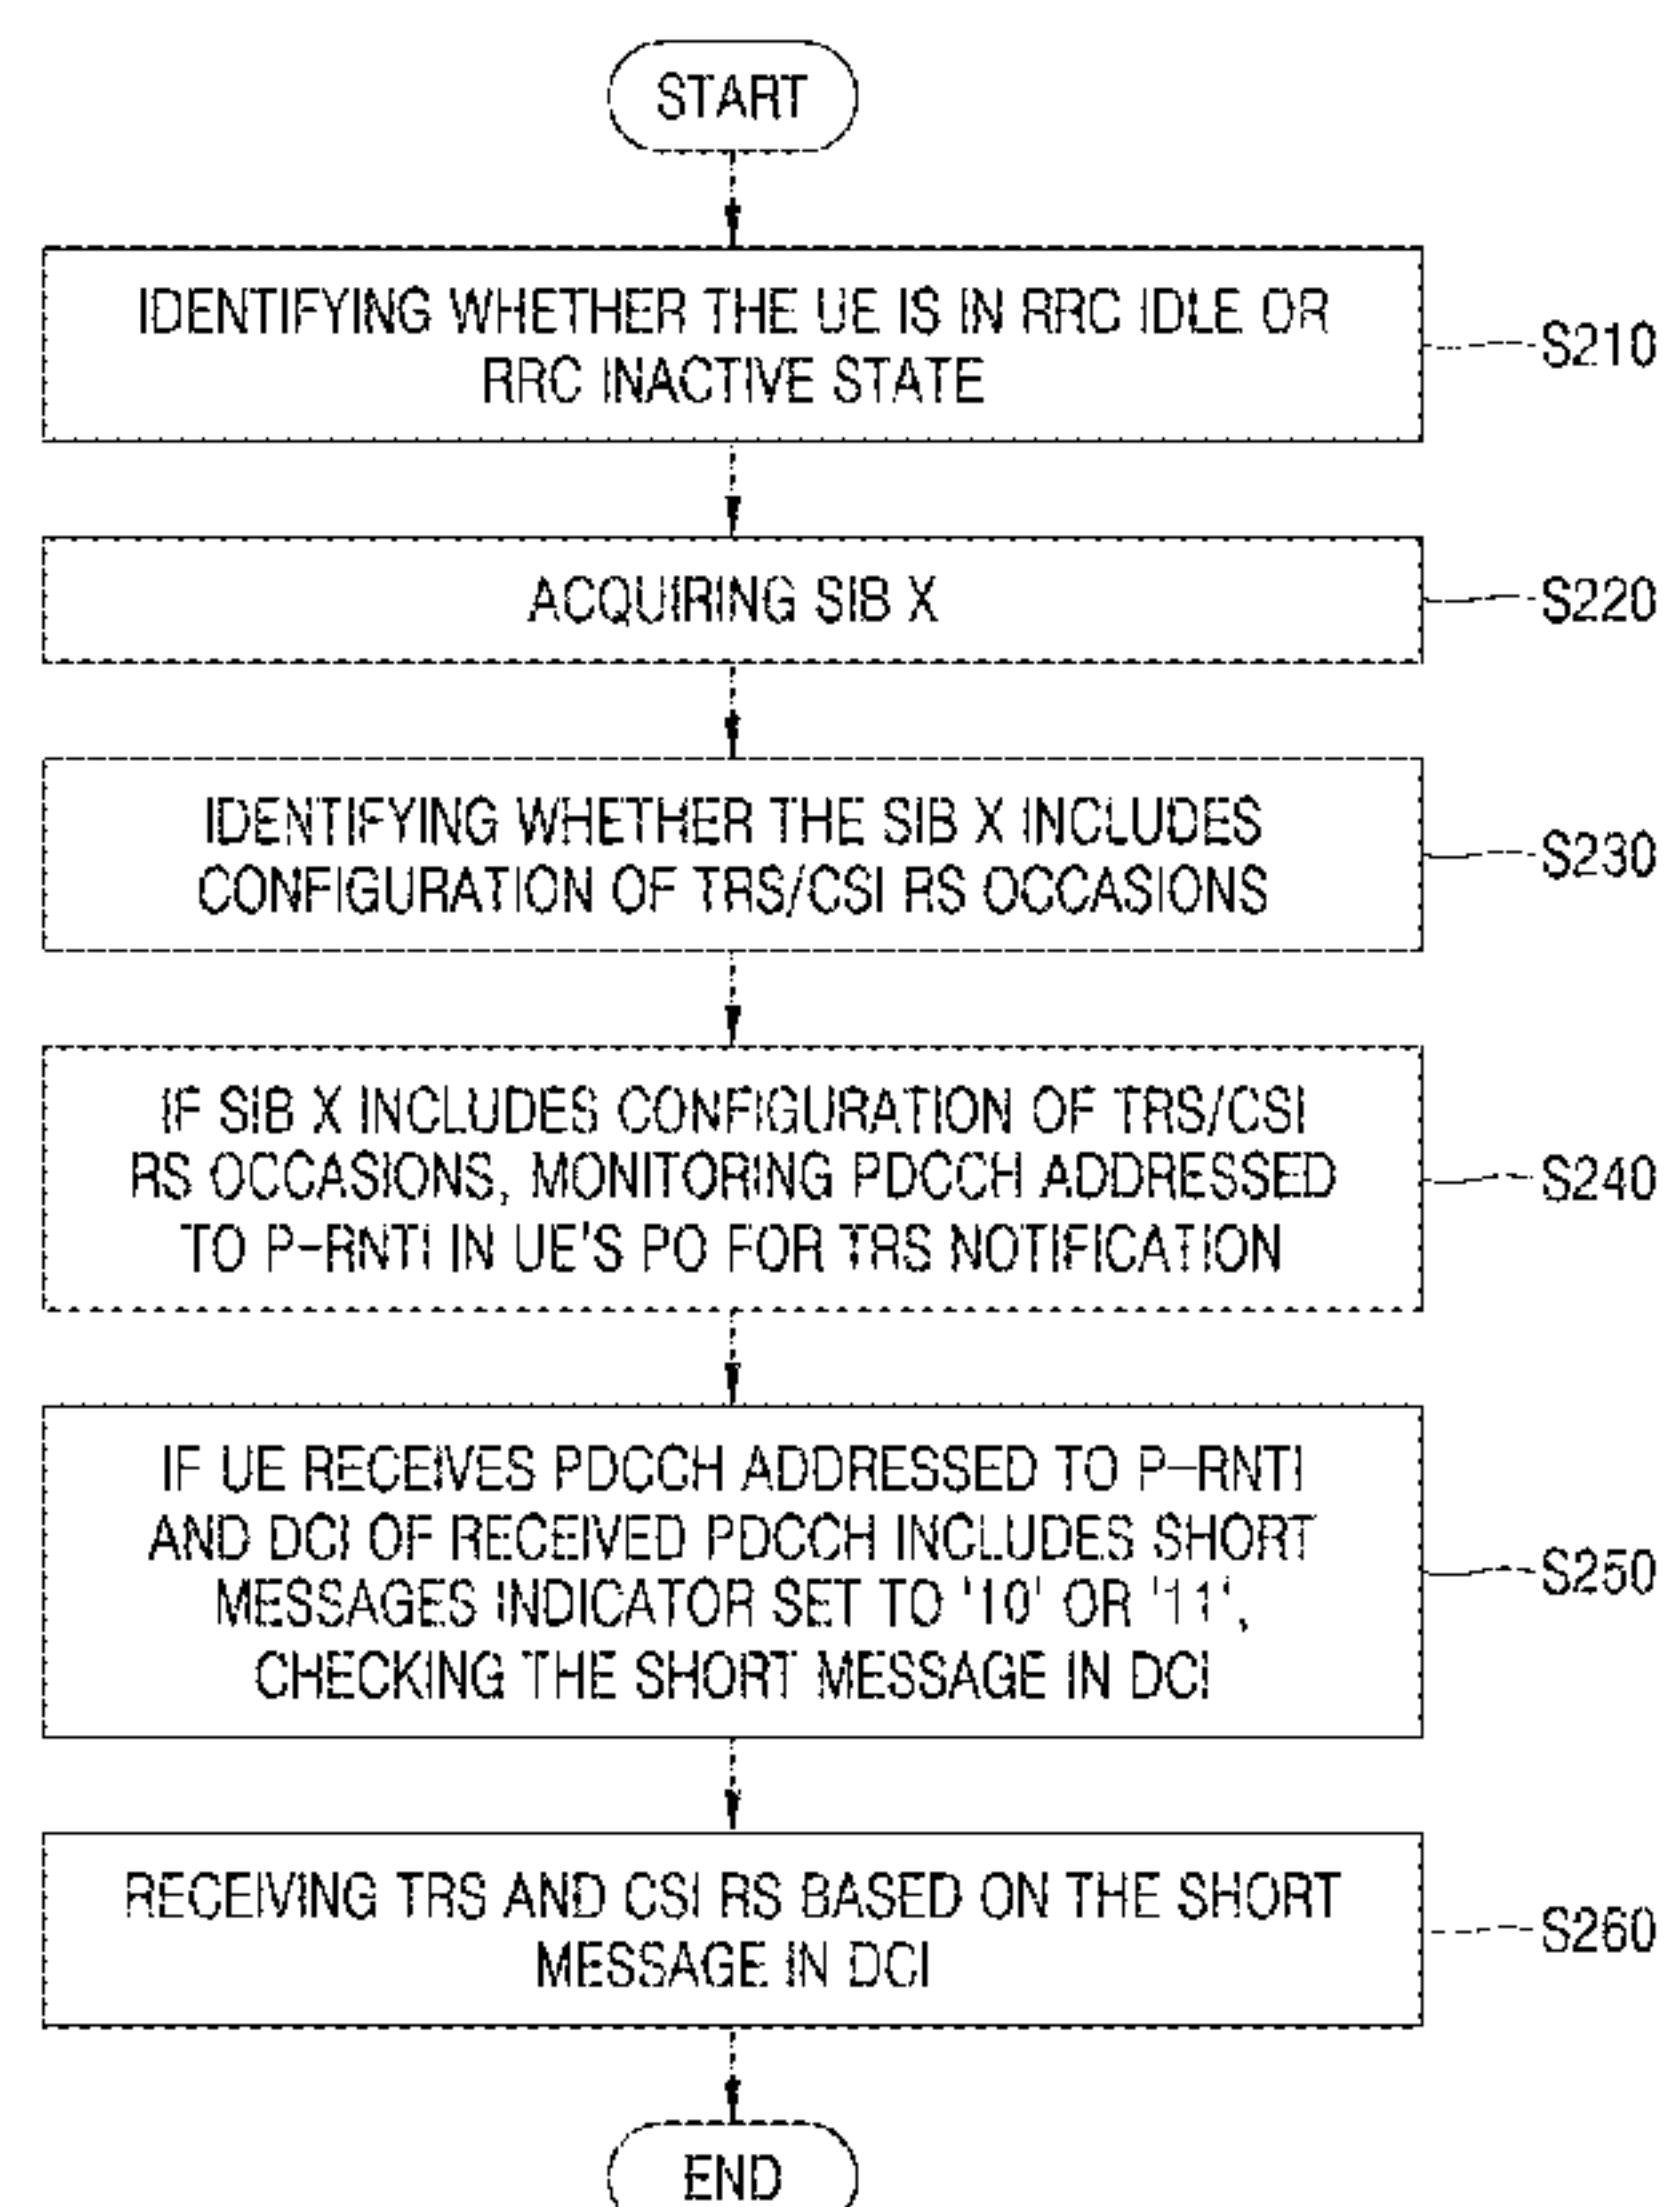 START
IDENTIFYING WHETHER THE UE IS IN RRC IDLE OR
RRC INACTIVE STATE
S210
ACQUIRING SIB X
S220
IDENTIFYING WHETHER THE SIB X INCLUDES
CONFIGURATION OF TRS/CSI RS OCCASIONS
S230
IF SIB X INCLUDES CONFIGURATION OF TRS/CSI
RS OCCASIONS, MONITORING PDCCH ADDRESSED
TO P-RNTI IN UE'S PO FOR TRS NOTIFICATION
S240
IF UE RECEIVES PDCCH ADDRESSED TO P-RNTI
AND DCI OF RECEIVED PDCCH INCLUDES SHORT
MESSAGES INDICATOR SET TO '10' OR '11',
CHECKING THE SHORT MESSAGE IN DCI
S250
RECEIVING TRS AND CSI RS BASED ON THE SHORT
MESSAGE IN DCI
S260
END